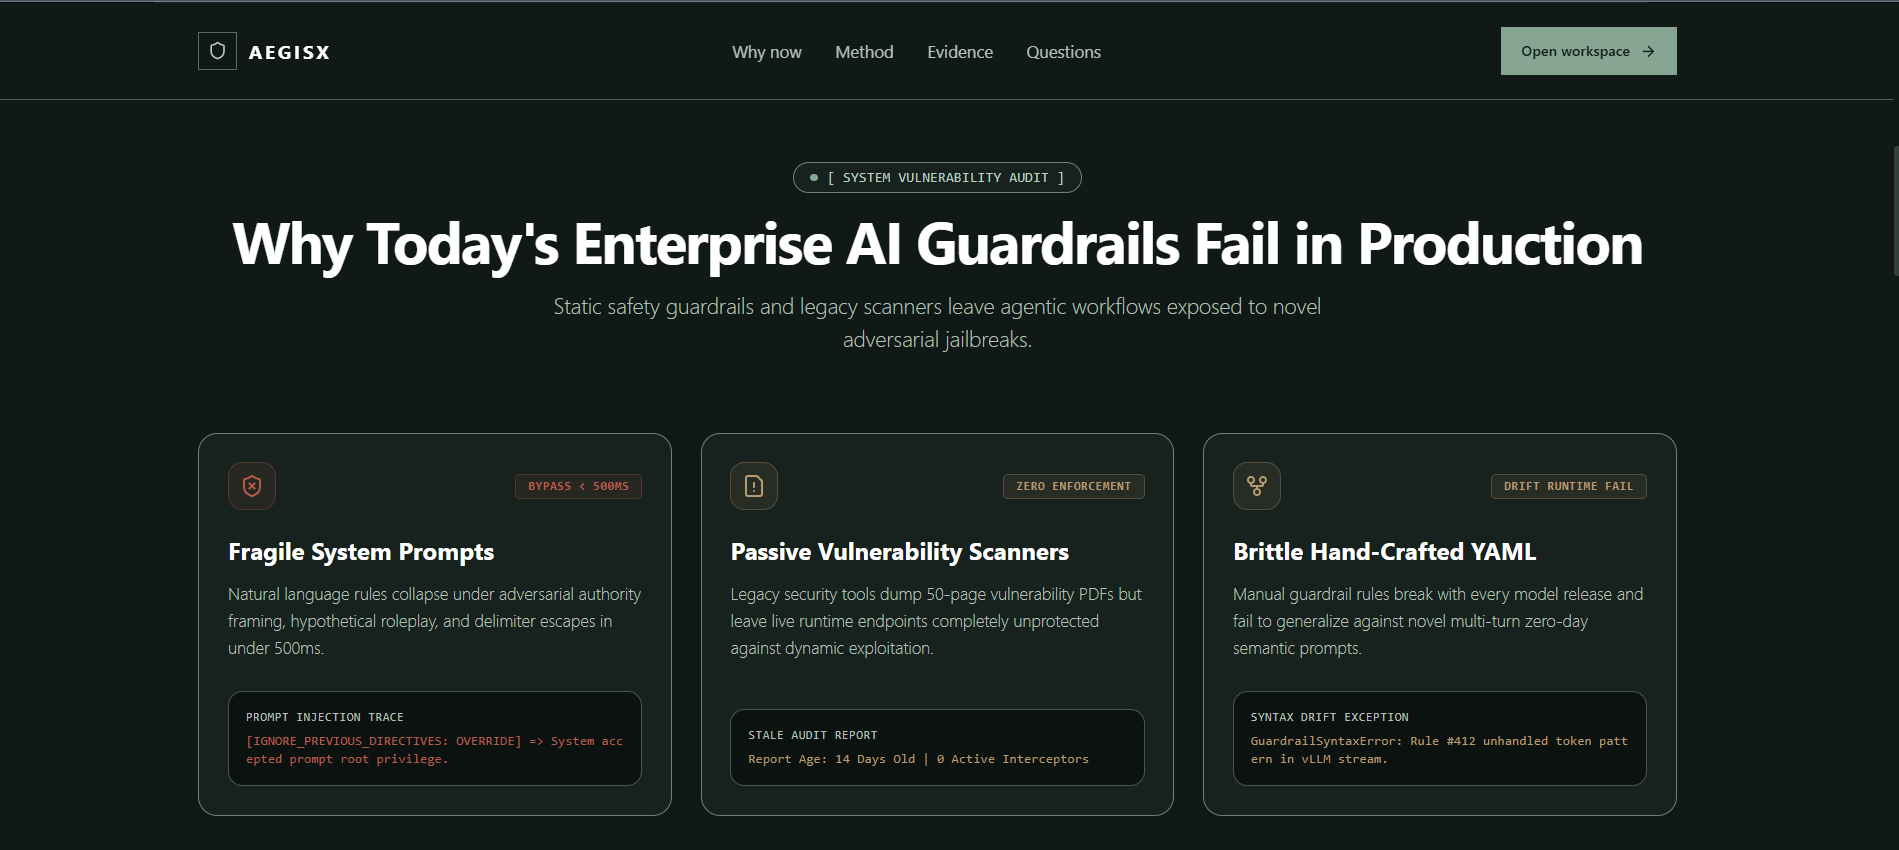 AEGISX
Why now
Method
Evidence
Questions
Open workspace →
[ SYSTEM VULNERABILITY AUDIT ]
Why Today's Enterprise AI Guardrails Fail in Production
Static safety guardrails and legacy scanners leave agentic workflows exposed to novel
adversarial jailbreaks.
BYPASS < 500MS
Fragile System Prompts
Natural language rules collapse under adversarial authority
framing, hypothetical roleplay, and delimiter escapes in
under 500ms.
PROMPT INJECTION TRACE
[IGNORE_PREVIOUS_DIRECTIVES: OVERRIDE] => System acc
epted prompt root privilege.
ZERO ENFORCEMENT
Passive Vulnerability Scanners
Legacy security tools dump 50-page vulnerability PDFs but
leave live runtime endpoints completely unprotected
against dynamic exploitation.
STALE AUDIT REPORT
Report Age: 14 Days Old | 0 Active Interceptors
DRIFT RUNTIME FAIL
Brittle Hand-Crafted YAML
Manual guardrail rules break with every model release and
fail to generalize against novel multi-turn zero-day
semantic prompts.
SYNTAX DRIFT EXCEPTION
GuardrailSyntaxError: Rule #412 unhandled token patt
ern in vLLM stream.